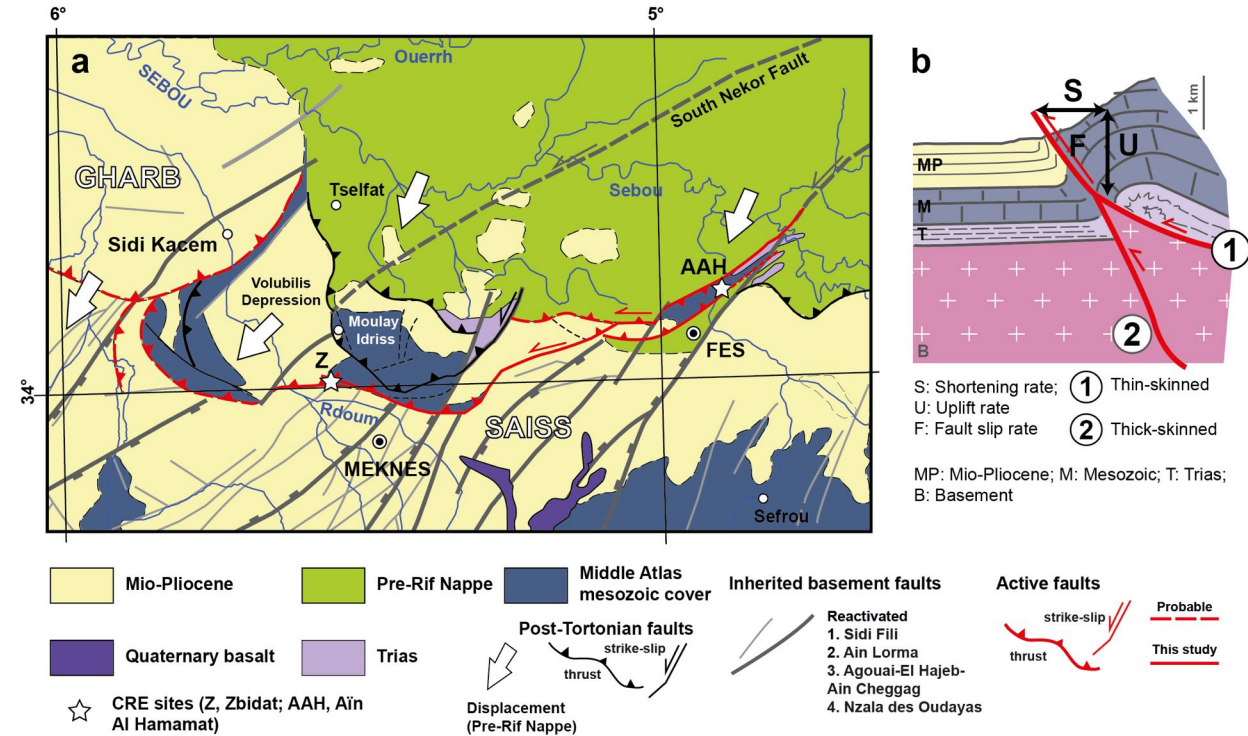 6°
5°
a
Ouerrh
SEBOU
South Nekor Fault
GHARB
Tselfat
Sebou
Sidi Kacem
AAH
Volubilis
Depression
Moulay
Idriss
FES
Z
34°
Rdoum
SAISS
MEKNES
Sefrou
b
S
1 km
F
U
MP
M
T
1
2
B
S: Shortening rate;
U: Uplift rate
F: Fault slip rate
1 Thin-skinned
2 Thick-skinned
MP: Mio-Pliocene; M: Mesozoic; T: Trias;
B: Basement
Mio-Pliocene
Pre-Rif Nappe
Middle Atlas
mesozoic cover
Quaternary basalt
Trias
CRE sites (Z, Zbidat; AAH, Aïn
Al Hamamat)
Post-Tortonian faults
strike-slip
thrust
Displacement
(Pre-Rif Nappe)
Inherited basement faults
Reactivated
1. Sidi Fili
2. Ain Lorma
3. Agouai-El Hajeb-
Ain Cheggag
4. Nzala des Oudayas
Active faults
strike-slip
thrust
Probable
This study